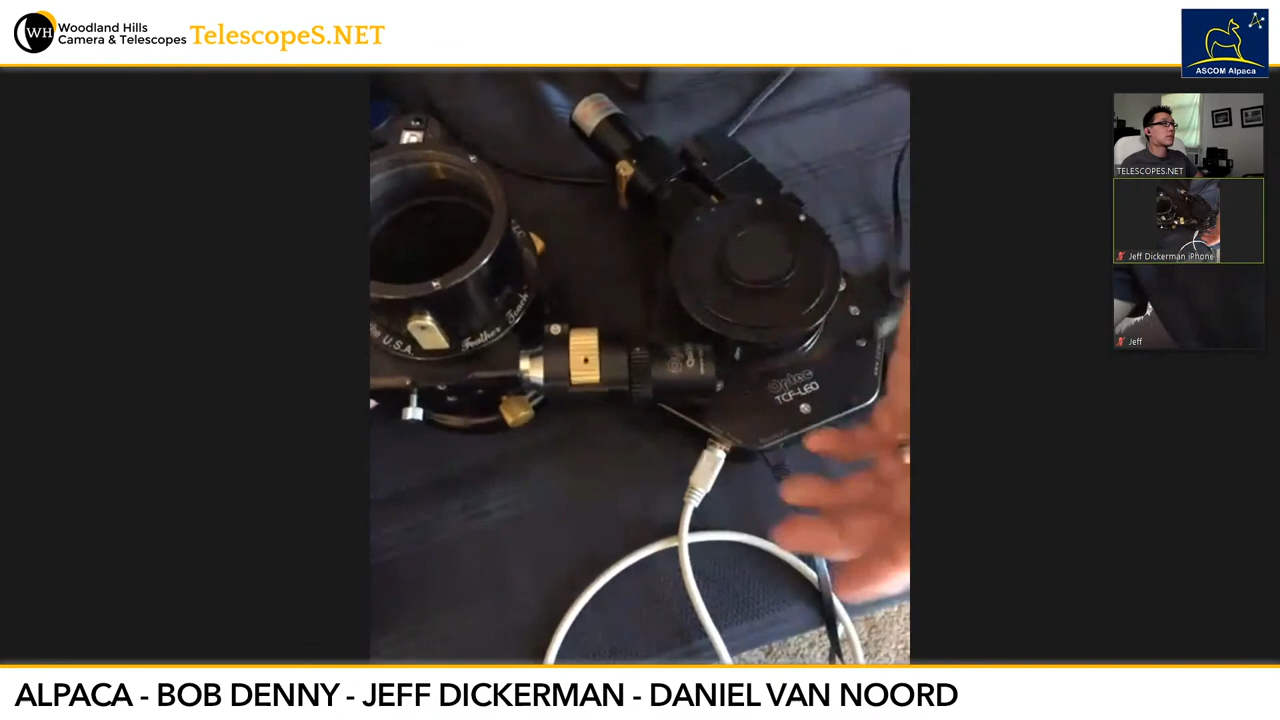 WH
Woodland Hills
Camera & Telescopes
TelescopeS.NET
ASCOM Alpaca
TELESCOPES.NET
Jeff Dickerman iPhone
Jeff
U.S.A.
Feather Touch
Optec
TCF-LEO
ALPACA - BOB DENNY - JEFF DICKERMAN - DANIEL VAN NOORD